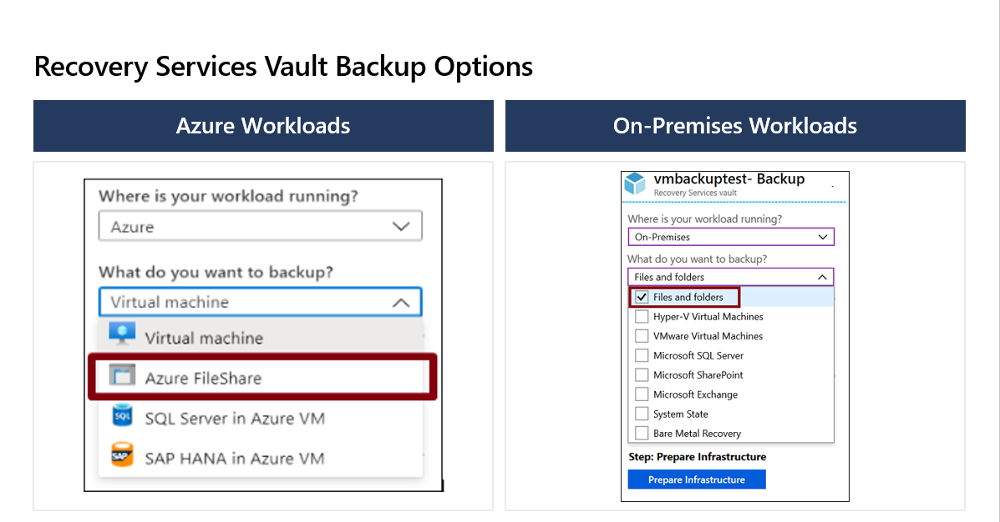 Recovery Services Vault Backup Options
Azure Workloads
Where is your workload running?
Azure
What do you want to backup?
Virtual machine
Virtual machine
Azure FileShare
SQL
SQL Server in Azure VM
SAP
SAP HANA in Azure VM
On-Premises Workloads
vmbackuptest- Backup
Recovery Services vault
Where is your workload running?
On-Premises
What do you want to backup?
Files and folders
Files and folders
Hyper-V Virtual Machines
VMware Virtual Machines
Microsoft SQL Server
Microsoft SharePoint
Microsoft Exchange
System State
Bare Metal Recovery
Step: Prepare Infrastructure
Prepare Infrastructure